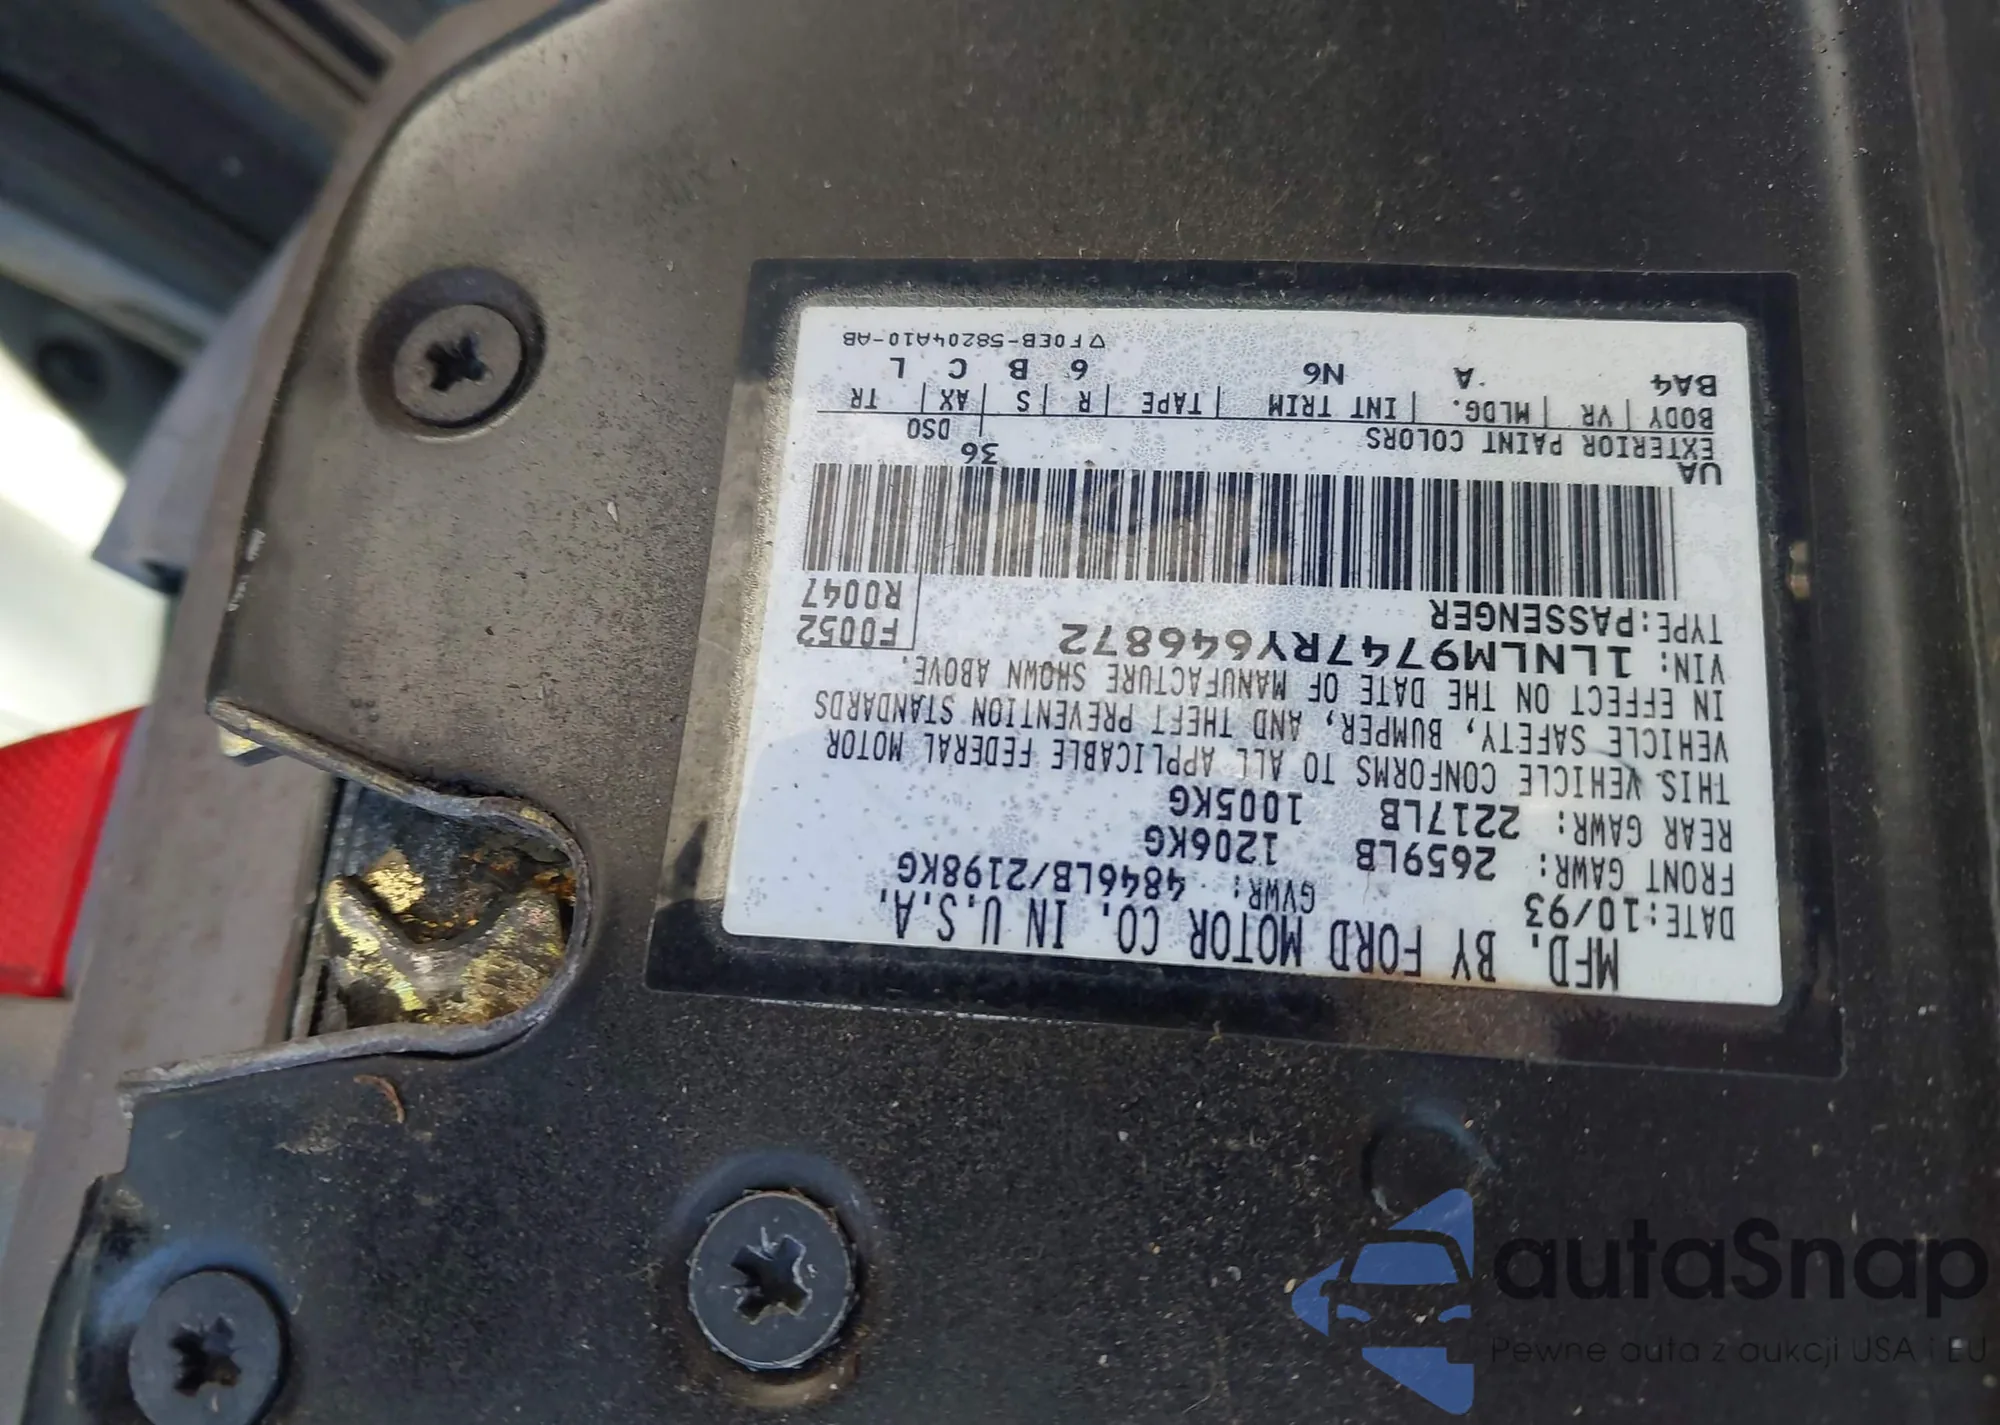 MFD. BY FORD MOTOR CO. IN U.S.A.
DATE: 10/93 GVWR: 4846LB/2198KG
FRONT GAWR: 2659LB 1206KG
REAR GAWR: 2217LB 1005KG
THIS VEHICLE CONFORMS TO ALL APPLICABLE FEDERAL MOTOR
VEHICLE SAFETY, BUMPER, AND THEFT PREVENTION STANDARDS
IN EFFECT ON THE DATE OF MANUFACTURE SHOWN ABOVE.
VIN: 1LNLM9747RY646872
TYPE: PASSENGER
F0052
R0047
UA 36
EXTERIOR PAINT COLORS DSO
BODY | VR | MLDG. | INT TRIM | TAPE | R | S | AX | TR
BA4 A N6 6 B C L
▽F0EB-58204A10-AB
autaSnap
Pewne auta z aukcji USA i EU